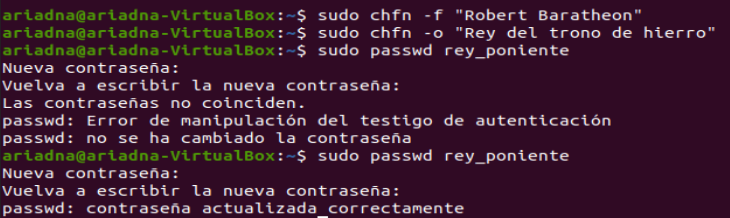 ariadna@ariadna-VirtualBox:~$ sudo chfn -f "Robert Baratheon"
ariadna@ariadna-VirtualBox:~$ sudo chfn -o "Rey del trono de hierro"
ariadna@ariadna-VirtualBox:~$ sudo passwd rey_poniente
Nueva contraseña:
Vuelva a escribir la nueva contraseña:
Las contraseñas no coinciden.
passwd: Error de manipulación del testigo de autenticación
passwd: no se ha cambiado la contraseña
ariadna@ariadna-VirtualBox:~$ sudo passwd rey_poniente
Nueva contraseña:
Vuelva a escribir la nueva contraseña:
passwd: contraseña actualizada correctamente